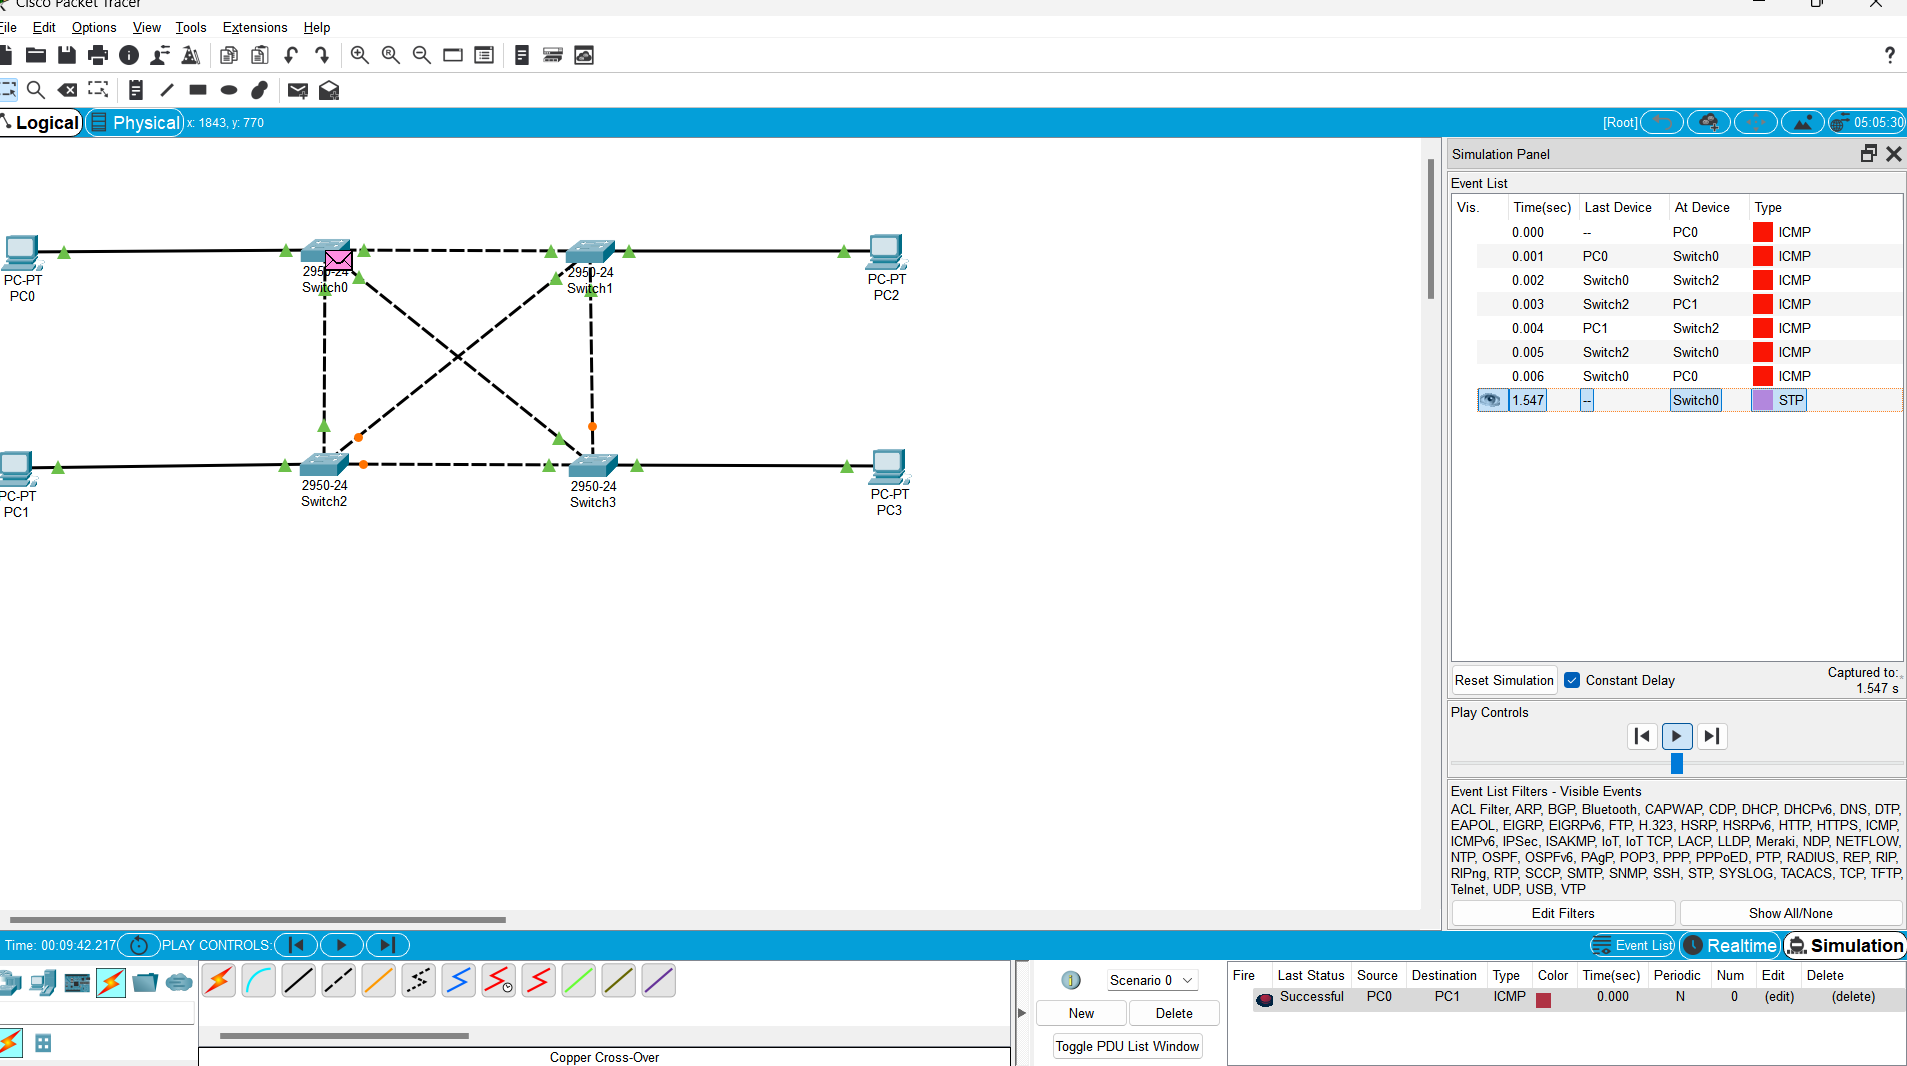 Cisco Packet Tracer
File Edit Options View Tools Extensions Help
?
Logical Physical x: 1843, y: 770 [Root] 05:05:30
Simulation Panel
Event List
Vis. Time(sec) Last Device At Device Type
0.000 -- PC0 ICMP
0.001 PC0 Switch0 ICMP
0.002 Switch0 Switch2 ICMP
0.003 Switch2 PC1 ICMP
0.004 PC1 Switch2 ICMP
0.005 Switch2 Switch0 ICMP
0.006 Switch0 PC0 ICMP
1.547 -- Switch0 STP
PC-PT
PC0
2950-24
Switch0
2950-24
Switch1
PC-PT
PC2
PC-PT
PC1
2950-24
Switch2
2950-24
Switch3
PC-PT
PC3
Reset Simulation Constant Delay Captured to:
1.547 s
Play Controls
Event List Filters - Visible Events
ACL Filter, ARP, BGP, Bluetooth, CAPWAP, CDP, DHCP, DHCPv6, DNS, DTP,
EAPOL, EIGRP, EIGRPv6, FTP, H.323, HSRP, HSRPv6, HTTP, HTTPS, ICMP,
ICMPv6, IPSec, ISAKMP, IoT, IoT TCP, LACP, LLDP, Meraki, NDP, NETFLOW,
NTP, OSPF, OSPFv6, PAgP, POP3, PPP, PPPoED, PTP, RADIUS, REP, RIP,
RIPng, RTP, SCCP, SMTP, SNMP, SSH, STP, SYSLOG, TACACS, TCP, TFTP,
Telnet, UDP, USB, VTP
Edit Filters Show All/None
Time: 00:09:42.217 PLAY CONTROLS: Event List Realtime Simulation
1 Scenario 0
New Delete
Toggle PDU List Window
Fire Last Status Source Destination Type Color Time(sec) Periodic Num Edit Delete
Successful PC0 PC1 ICMP 0.000 N 0 (edit) (delete)
Copper Cross-Over